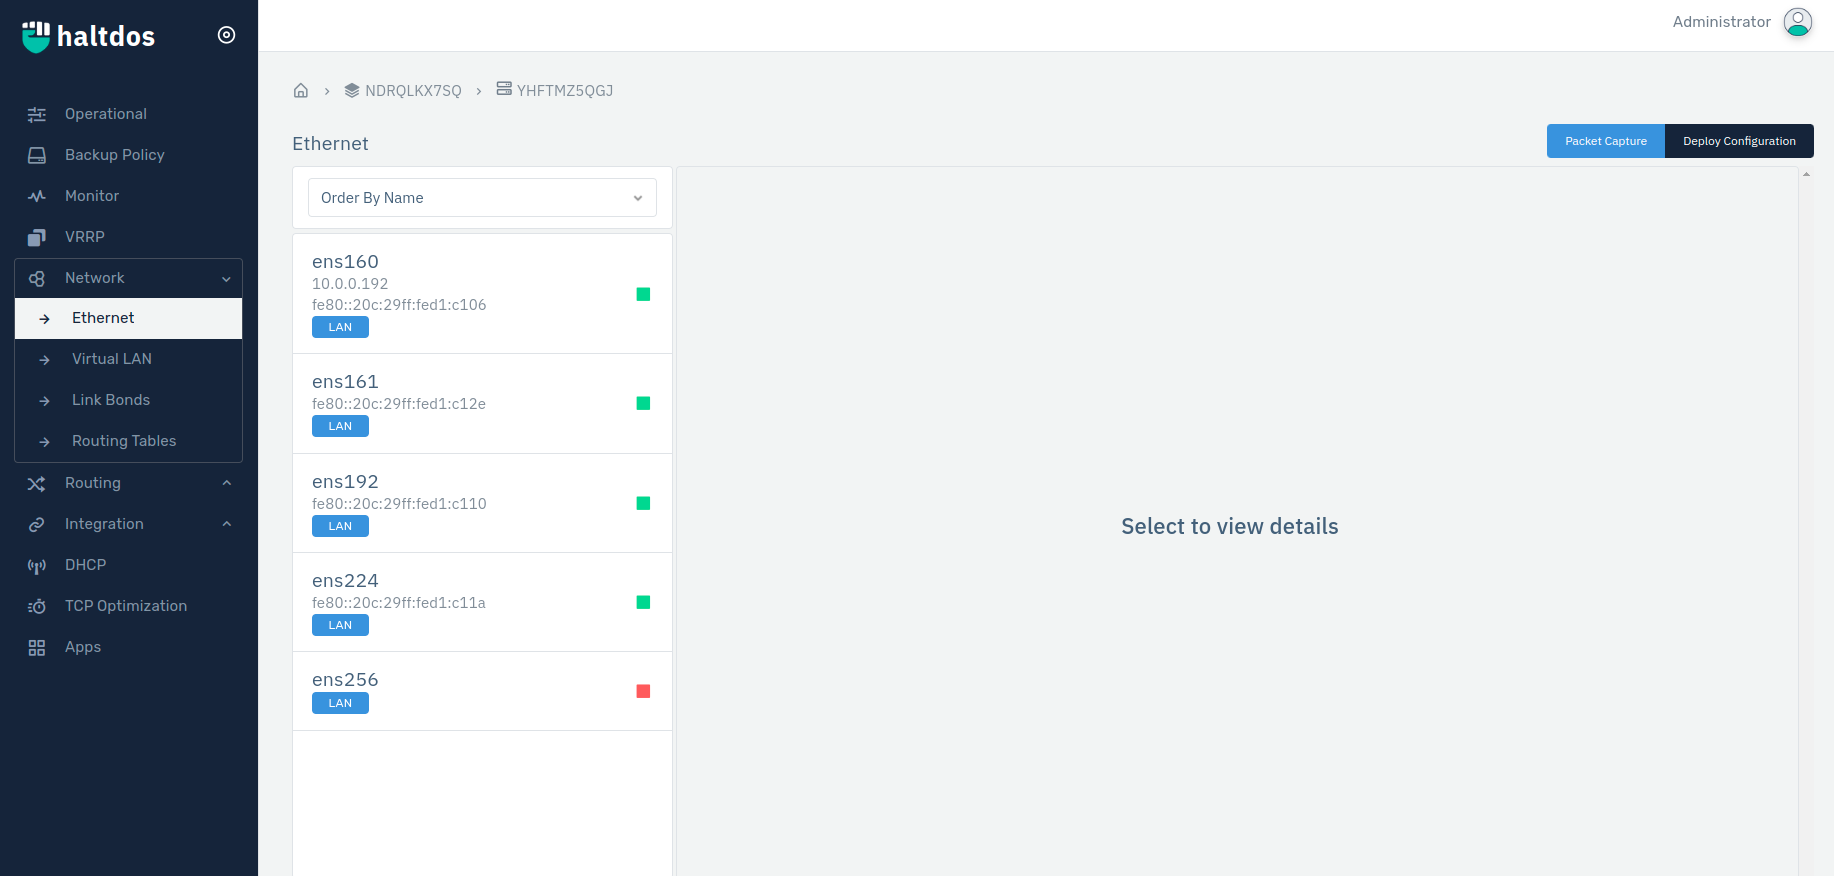 haltdos
Administrator
Operational
Backup Policy
Monitor
VRRP
Network
Ethernet
Virtual LAN
Link Bonds
Routing Tables
Routing
Integration
DHCP
TCP Optimization
Apps
NDRQLKX7SQ
YHFTMZ5QGJ
Ethernet
Packet Capture
Deploy Configuration
Order By Name
ens160
10.0.0.192
fe80::20c:29ff:fed1:c106
LAN
ens161
fe80::20c:29ff:fed1:c12e
LAN
ens192
fe80::20c:29ff:fed1:c110
LAN
ens224
fe80::20c:29ff:fed1:c11a
LAN
ens256
LAN
Select to view details